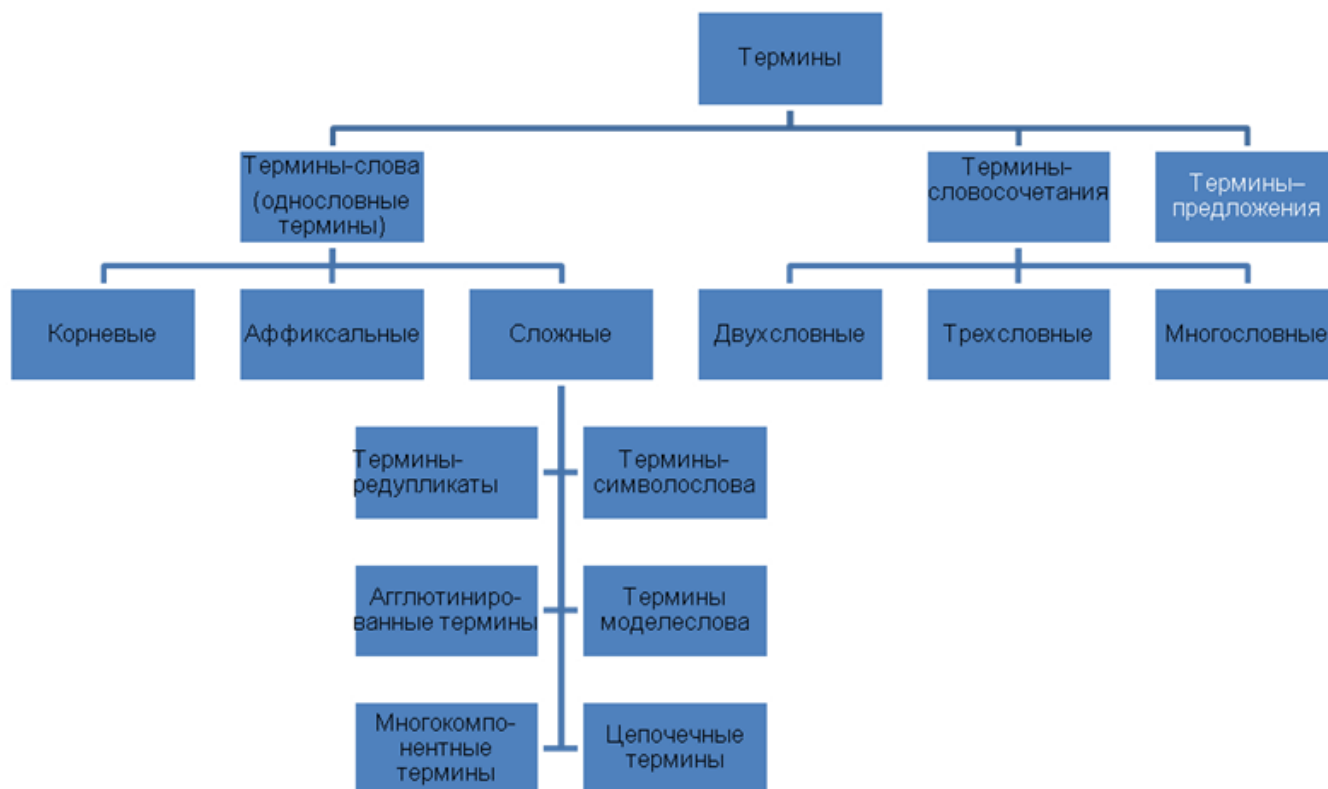 Термины
Термины-слова
(однословные
термины)
Термины-
словосочетания
Термины–
предложения
Корневые
Аффиксальные
Сложные
Двухсловные
Трехсловные
Многословные
Термины-
редупликаты
Термины-
символослова
Агглютиниро-
ванные термины
Термины
моделеслова
Многокомпо-
нентные
термины
Цепочечные
термины